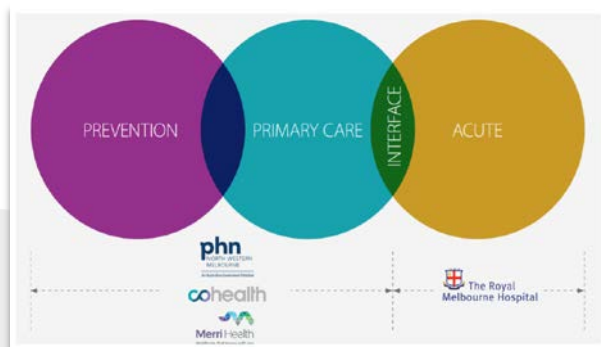 PREVENTION
PRIMARY CARE
INTERFACE
ACUTE
phn
NORTH WESTERN
MELBOURNE
cohealth
Merri Health
The Royal
Melbourne Hospital